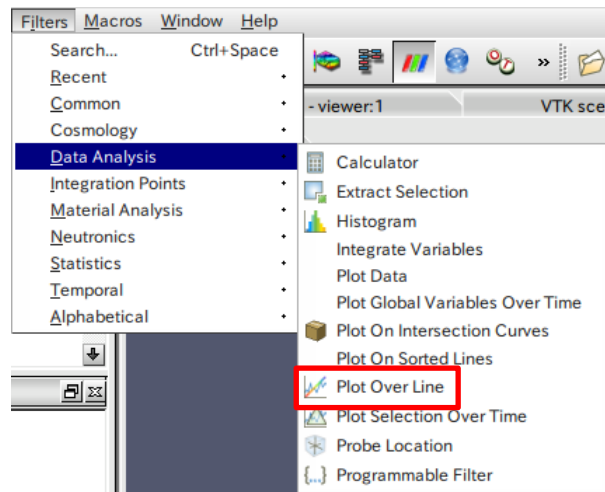 Filters Macros Window Help
Search... Ctrl+Space
Recent
Common
- viewer:1 VTK sce
Cosmology
Data Analysis
Calculator
Integration Points
Extract Selection
Material Analysis
Histogram
Neutronics
Integrate Variables
Statistics
Plot Data
Temporal
Plot Global Variables Over Time
Alphabetical
Plot On Intersection Curves
Plot On Sorted Lines
Plot Over Line
Plot Selection Over Time
Probe Location
{...} Programmable Filter